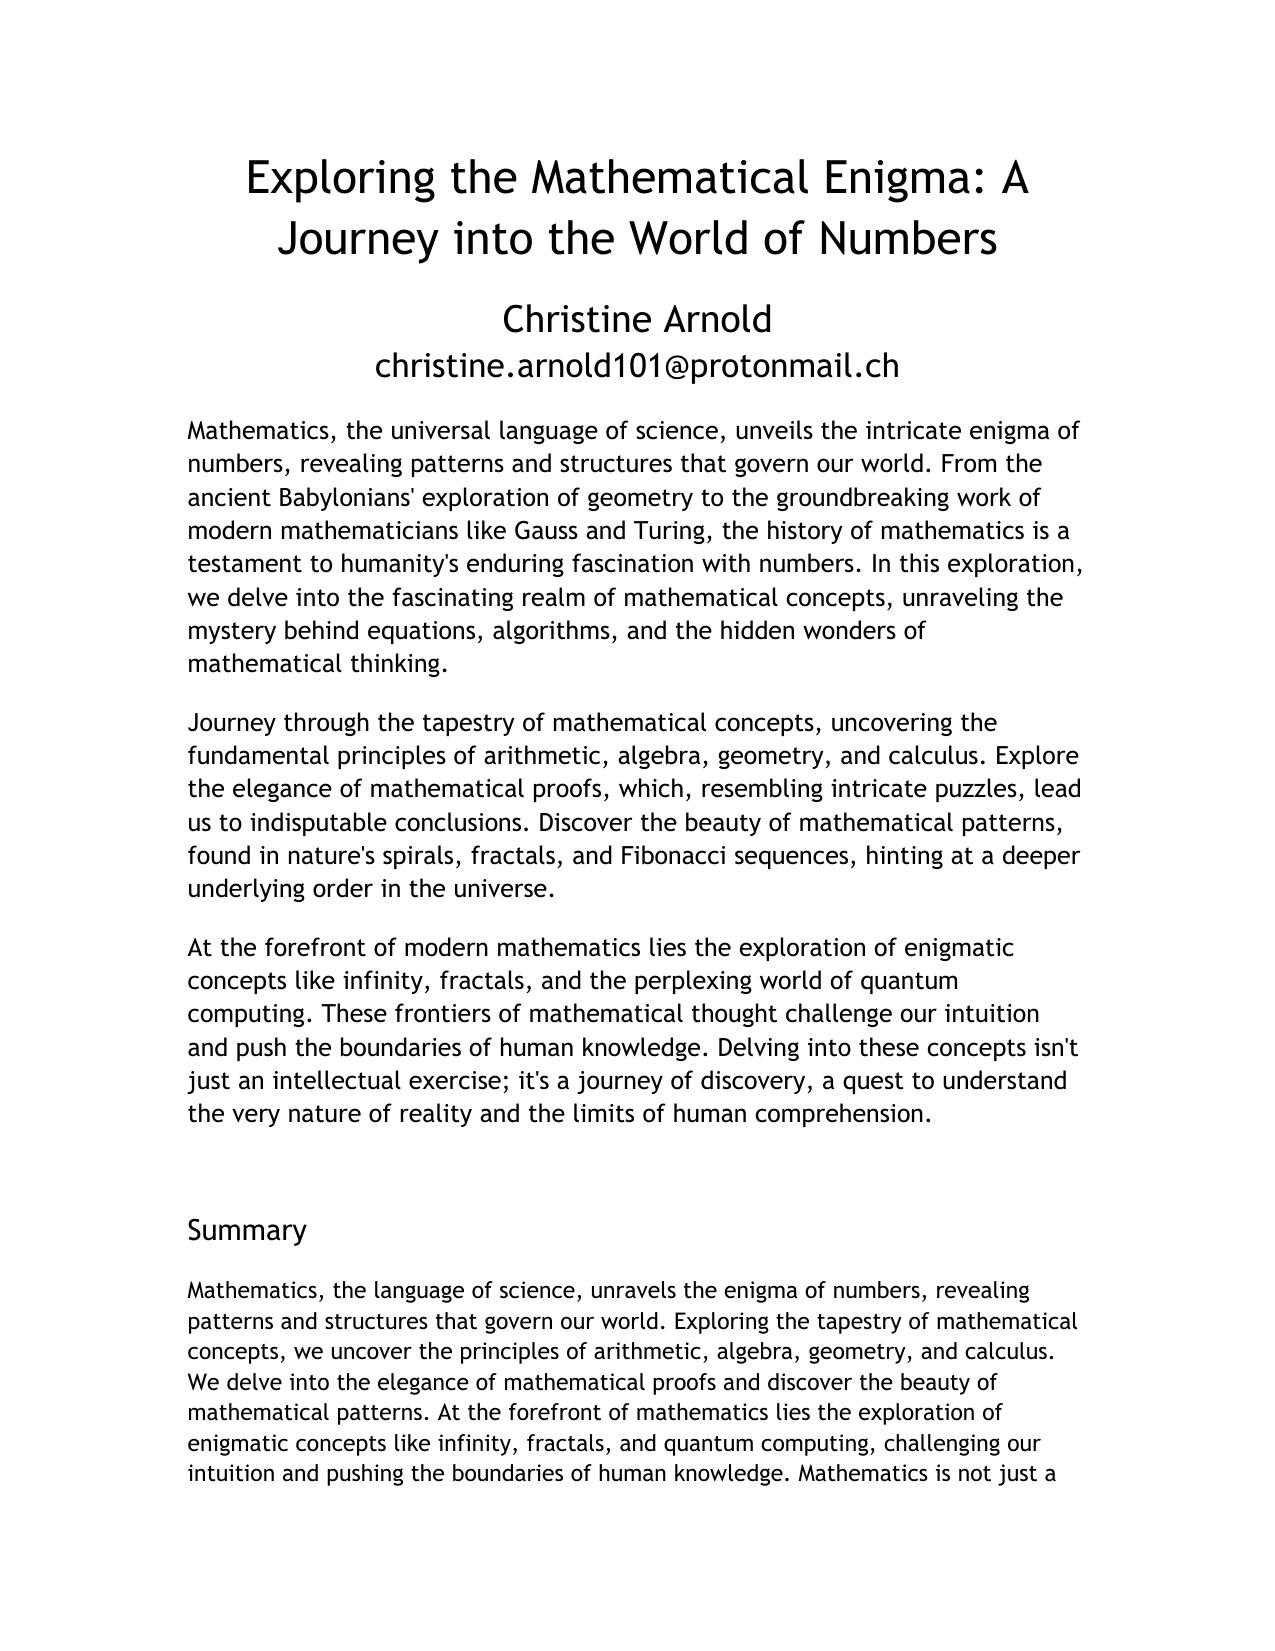 Exploring the Mathematical Enigma: A
Journey into the World of Numbers
Christine Arnold
christine.arnold101@protonmail.ch
Mathematics, the universal language of science, unveils the intricate enigma of
numbers, revealing patterns and structures that govern our world. From the
ancient Babylonians' exploration of geometry to the groundbreaking work of
modern mathematicians like Gauss and Turing, the history of mathematics is a
testament to humanity's enduring fascination with numbers. In this exploration,
we delve into the fascinating realm of mathematical concepts, unraveling the
mystery behind equations, algorithms, and the hidden wonders of
mathematical thinking.
Journey through the tapestry of mathematical concepts, uncovering the
fundamental principles of arithmetic, algebra, geometry, and calculus. Explore
the elegance of mathematical proofs, which, resembling intricate puzzles, lead
us to indisputable conclusions. Discover the beauty of mathematical patterns,
found in nature's spirals, fractals, and Fibonacci sequences, hinting at a deeper
underlying order in the universe.
At the forefront of modern mathematics lies the exploration of enigmatic
concepts like infinity, fractals, and the perplexing world of quantum
computing. These frontiers of mathematical thought challenge our intuition
and push the boundaries of human knowledge. Delving into these concepts isn't
just an intellectual exercise; it's a journey of discovery, a quest to understand
the very nature of reality and the limits of human comprehension.
Summary
Mathematics, the language of science, unravels the enigma of numbers, revealing
patterns and structures that govern our world. Exploring the tapestry of mathematical
concepts, we uncover the principles of arithmetic, algebra, geometry, and calculus.
We delve into the elegance of mathematical proofs and discover the beauty of
mathematical patterns. At the forefront of mathematics lies the exploration of
enigmatic concepts like infinity, fractals, and quantum computing, challenging our
intuition and pushing the boundaries of human knowledge. Mathematics is not just a